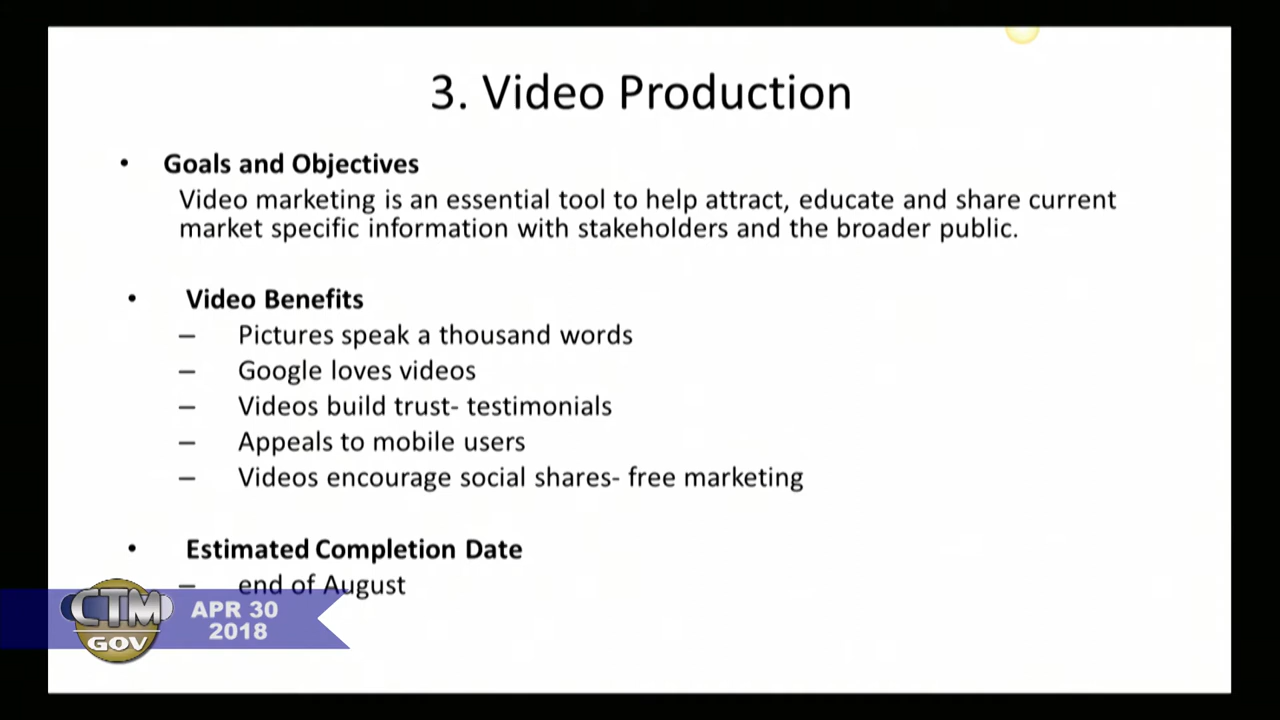 3. Video Production
• Goals and Objectives
Video marketing is an essential tool to help attract, educate and share current
market specific information with stakeholders and the broader public.
• Video Benefits
– Pictures speak a thousand words
– Google loves videos
– Videos build trust- testimonials
– Appeals to mobile users
– Videos encourage social shares- free marketing
• Estimated Completion Date
– end of August
CTM
GOV
APR 30
2018